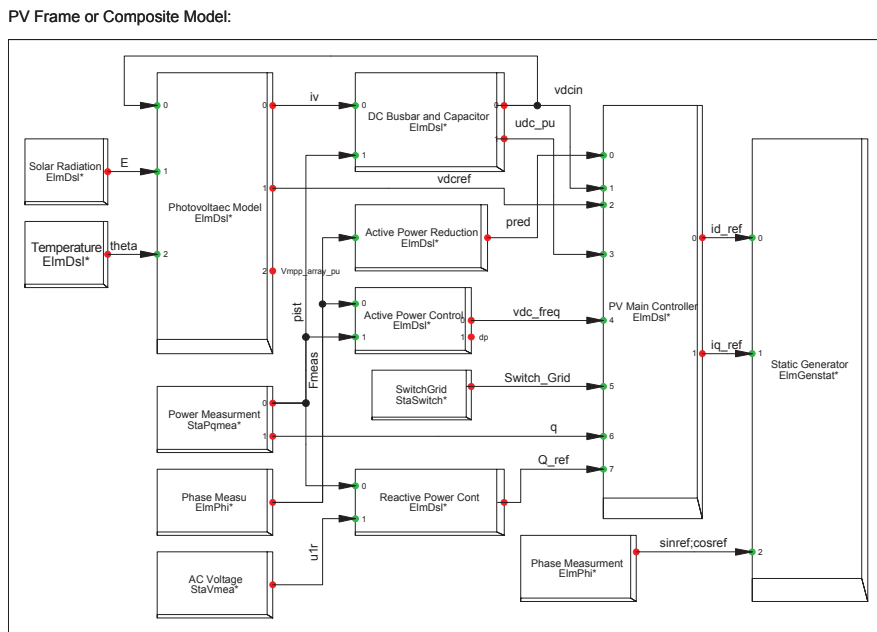 PV Frame or Composite Model:
0
iv
0
DC Busbar and Capacitor
ElmDsl*
0
vdcin
1
udc_pu
1
Solar Radiation
ElmDsl*
E
1
Photovoltaec Model
ElmDsl*
0
1
vdcref
2
Temperature
ElmDsl*
theta
2
2
Vmpp_array_pu
Active Power Reduction
ElmDsl*
pred
0
1
2
3
pist
Fmeas
0
1
Active Power Control
ElmDsl*
0
1
dp
vdc_freq
4
PV Main Controller
ElmDsl*
0
id_ref
0
1
iq_ref
1
Static Generator
ElmGenstat*
SwitchGrid
StaSwitch*
Switch_Grid
5
Power Measurment
StaPqmea*
0
1
q
6
Phase Measu
ElmPhi*
0
1
Reactive Power Cont
ElmDsl*
Q_ref
7
AC Voltage
StaVmea*
u1r
Phase Measurment
ElmPhi*
sinref;cosref
2